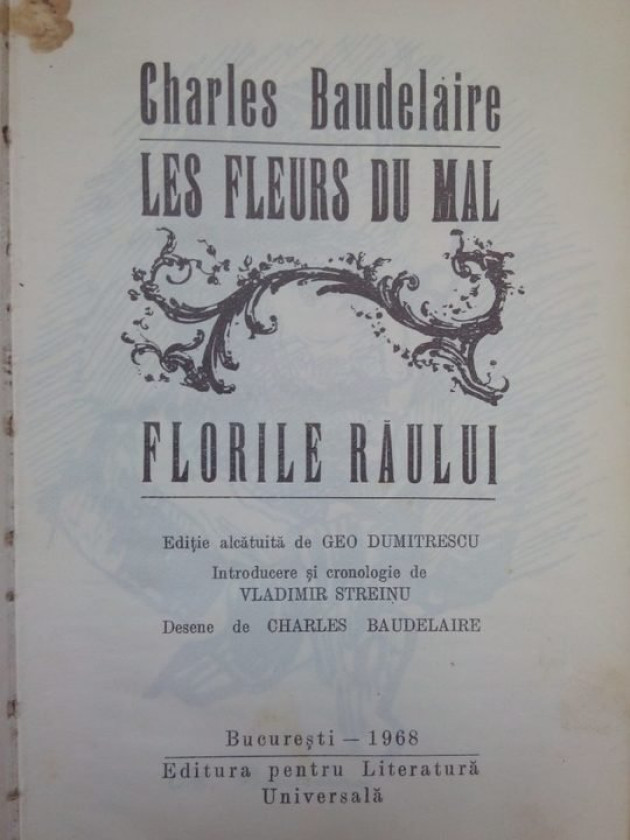 Charles Baudelaire
LES FLEURS DU MAL
FLORILE RĂULUI
Ediție alcătuită de GEO DUMITRESCU
Introducere și cronologie de
VLADIMIR STREINU
Desene de CHARLES BAUDELAIRE
București — 1968
Editura pentru Literatură
Universală